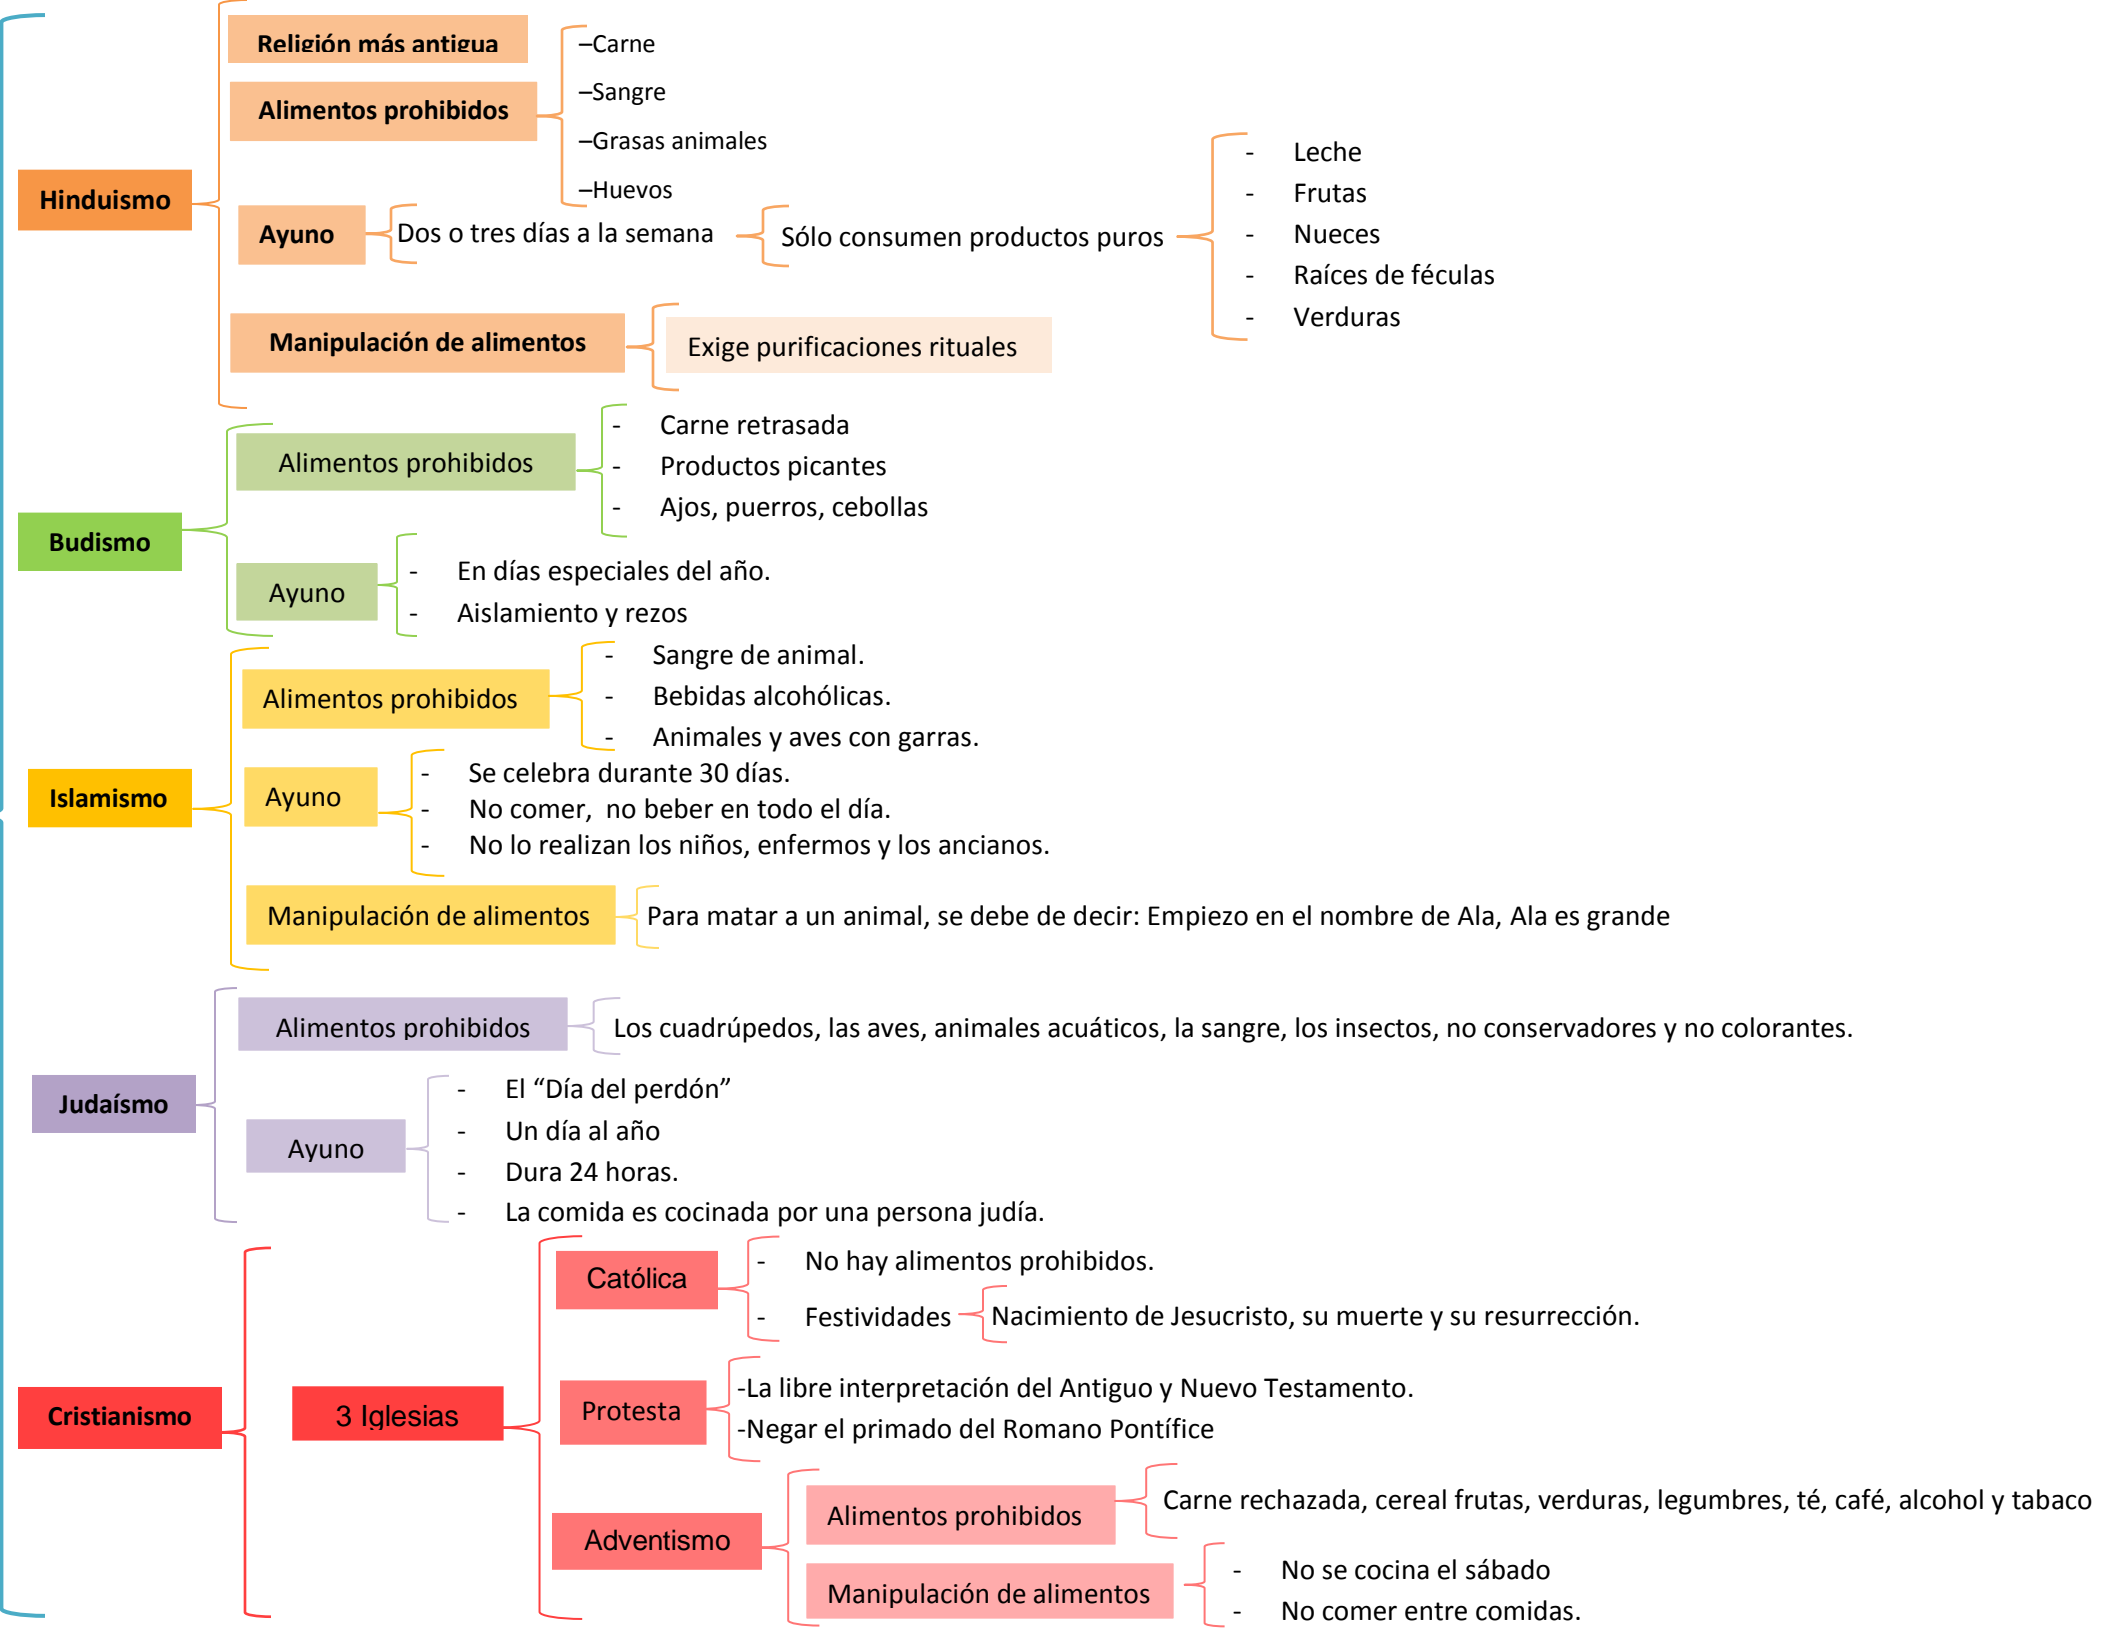 Hinduismo
Religión más antigua
Alimentos prohibidos
–Carne
–Sangre
–Grasas animales
–Huevos
Ayuno
Dos o tres días a la semana
Sólo consumen productos puros
- Leche
- Frutas
- Nueces
- Raíces de féculas
- Verduras
Manipulación de alimentos
Exige purificaciones rituales
Budismo
Alimentos prohibidos
- Carne retrasada
- Productos picantes
- Ajos, puerros, cebollas
Ayuno
- En días especiales del año.
- Aislamiento y rezos
Islamismo
Alimentos prohibidos
- Sangre de animal.
- Bebidas alcohólicas.
- Animales y aves con garras.
Ayuno
- Se celebra durante 30 días.
- No comer, no beber en todo el día.
- No lo realizan los niños, enfermos y los ancianos.
Manipulación de alimentos
Para matar a un animal, se debe de decir: Empiezo en el nombre de Ala, Ala es grande
Judaísmo
Alimentos prohibidos
Los cuadrúpedos, las aves, animales acuáticos, la sangre, los insectos, no conservadores y no colorantes.
Ayuno
- El “Día del perdón”
- Un día al año
- Dura 24 horas.
- La comida es cocinada por una persona judía.
Cristianismo
3 Iglesias
Católica
- No hay alimentos prohibidos.
- Festividades
Nacimiento de Jesucristo, su muerte y su resurrección.
Protesta
-La libre interpretación del Antiguo y Nuevo Testamento.
-Negar el primado del Romano Pontífice
Adventismo
Alimentos prohibidos
Carne rechazada, cereal frutas, verduras, legumbres, té, café, alcohol y tabaco
Manipulación de alimentos
- No se cocina el sábado
- No comer entre comidas.